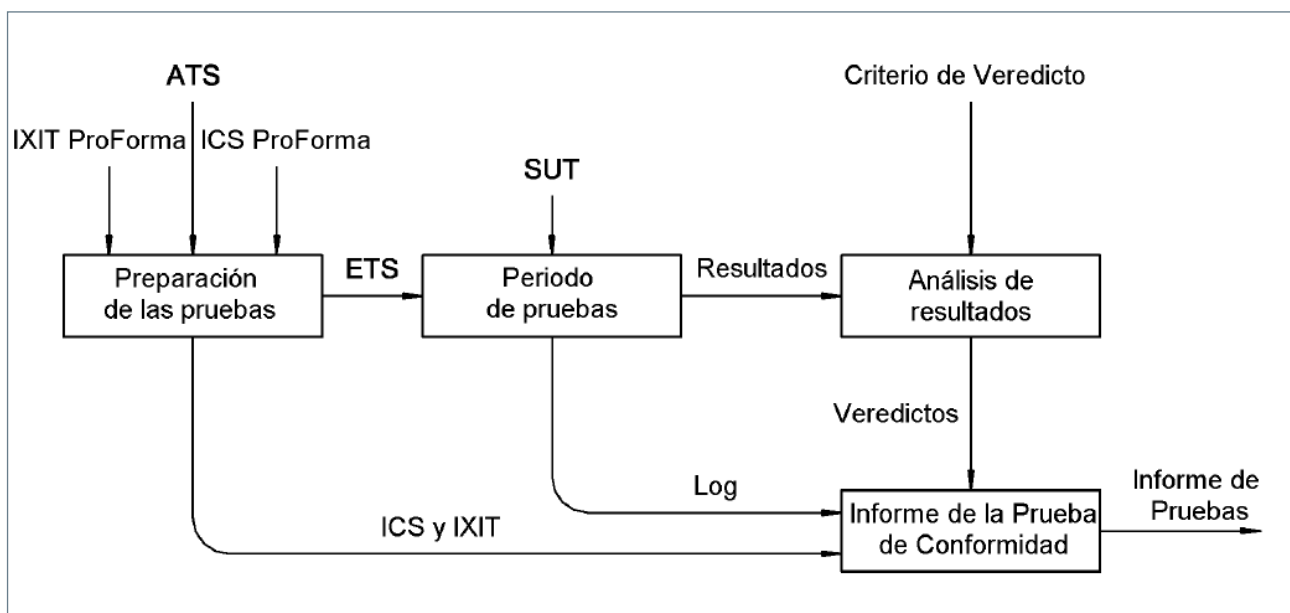 ATS
Criterio de Veredicto
IXIT ProForma
ICS ProForma
SUT
Preparación
de las pruebas
ETS
Periodo
de pruebas
Resultados
Análisis de
resultados
Veredictos
Log
ICS y IXIT
Informe de la Prueba
de Conformidad
Informe de
Pruebas